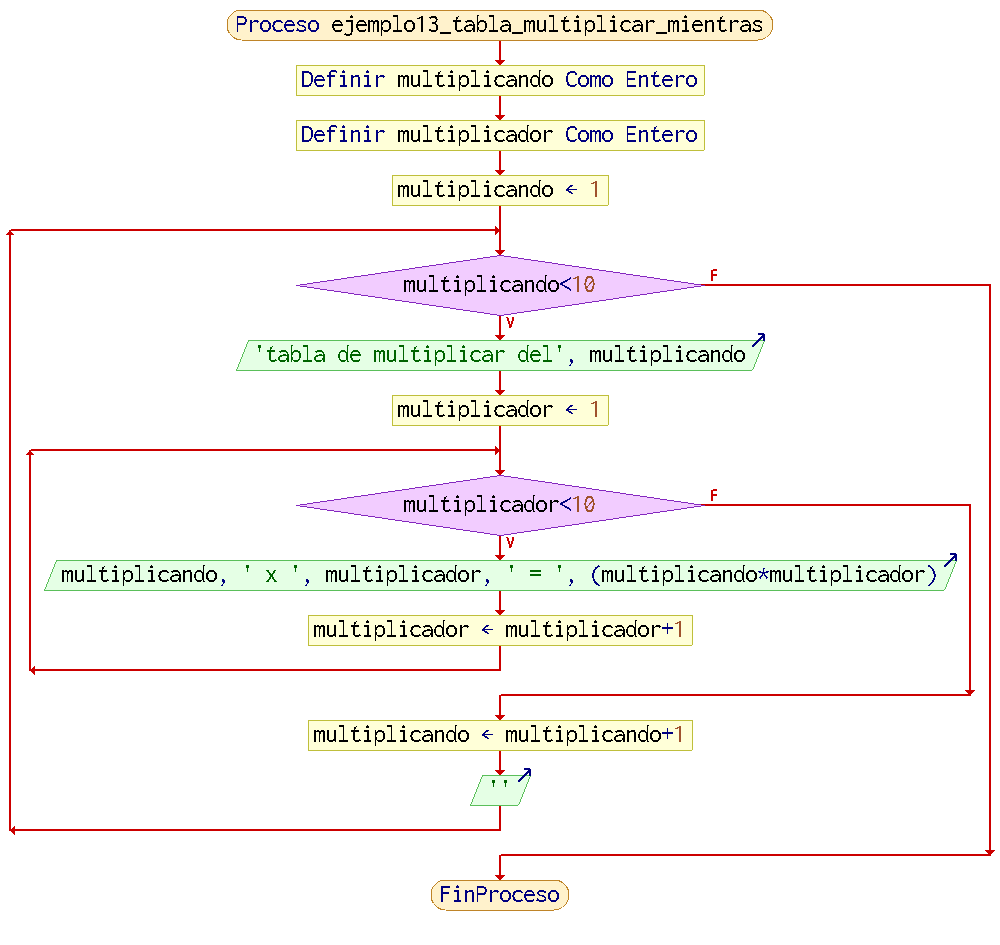 Proceso ejemplo13_tabla_multiplicar_mientras
Definir multiplicando Como Entero
Definir multiplicador Como Entero
multiplicando ← 1
multiplicando<10
F
V
'tabla de multiplicar del', multiplicando
multiplicador ← 1
multiplicador<10
F
V
multiplicando, ' x ', multiplicador, ' = ', (multiplicando*multiplicador)
multiplicador ← multiplicador+1
multiplicando ← multiplicando+1
''
FinProceso